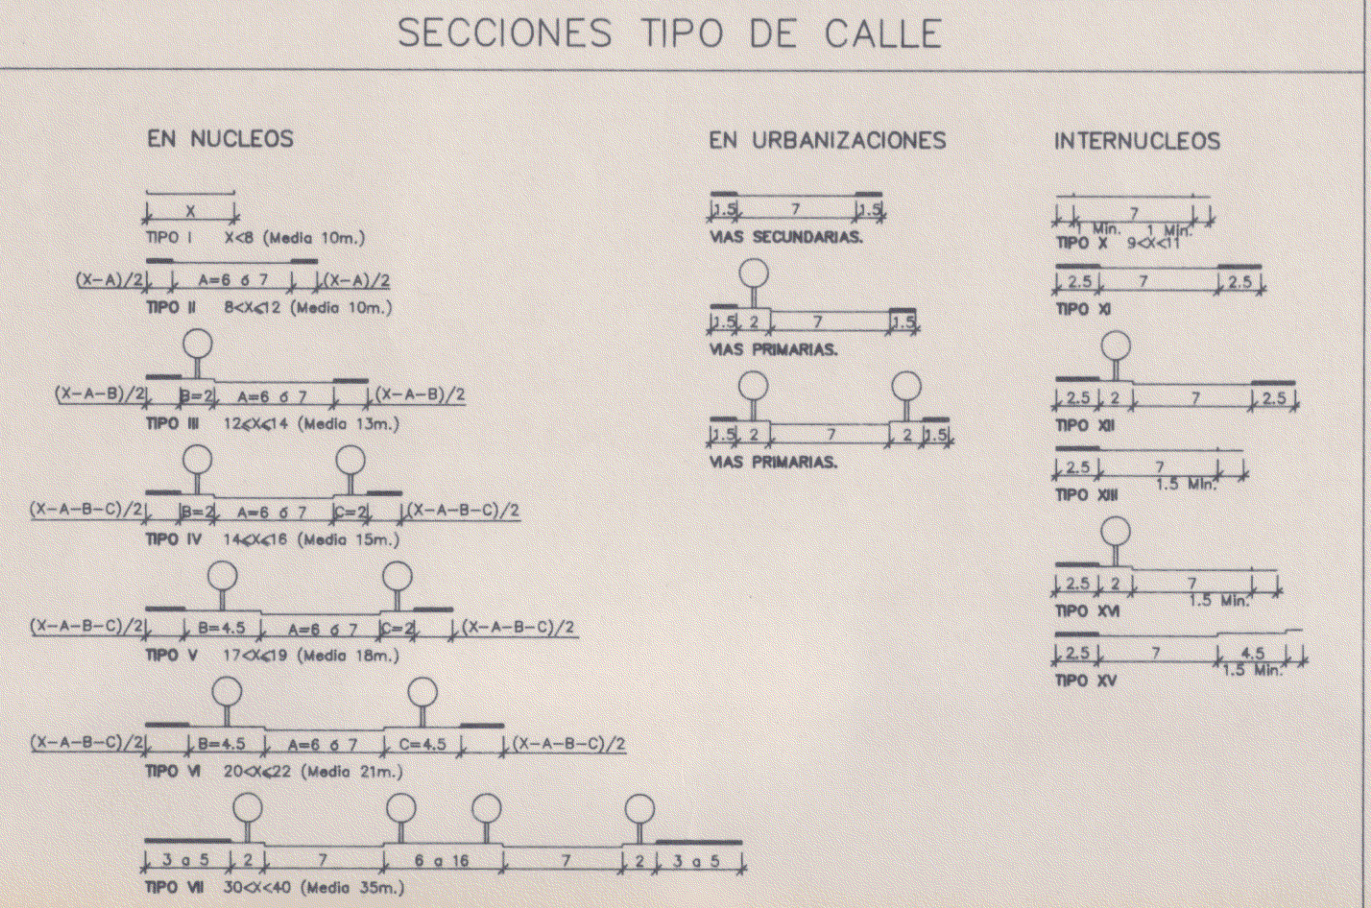 SECCIONES TIPO DE CALLE
EN NUCLEOS
X
TIPO I X<8 (Media 10m.)
(X-A)/2 A=6 ó 7 (X-A)/2
TIPO II 8<X⩽12 (Media 10m.)
(X-A-B)/2 B=2 A=6 ó 7 (X-A-B)/2
TIPO III 12⩽X⩽14 (Media 13m.)
(X-A-B-C)/2 B=2 A=6 ó 7 C=2 (X-A-B-C)/2
TIPO IV 14⩽X⩽16 (Media 15m.)
(X-A-B-C)/2 B=4.5 A=6 ó 7 C=2 (X-A-B-C)/2
TIPO V 17<X⩽19 (Media 18m.)
(X-A-B-C)/2 B=4.5 A=6 ó 7 C=4.5 (X-A-B-C)/2
TIPO VI 20<X⩽22 (Media 21m.)
3 a 5 2 7 6 a 16 7 2 3 a 5
TIPO VII 30<X<40 (Media 35m.)
EN URBANIZACIONES
1.5 7 1.5
VIAS SECUNDARIAS.
1.5 2 7 1.5
VIAS PRIMARIAS.
1.5 2 7 2 1.5
VIAS PRIMARIAS.
INTERNUCLEOS
7
1 Min. 1 Min.
TIPO X 9<X<11
2.5 7 2.5
TIPO XI
2.5 2 7 2.5
TIPO XII
2.5 7
1.5 Min.
TIPO XIII
2.5 2 7
1.5 Min.
TIPO XVI
2.5 7 4.5
1.5 Min.
TIPO XV